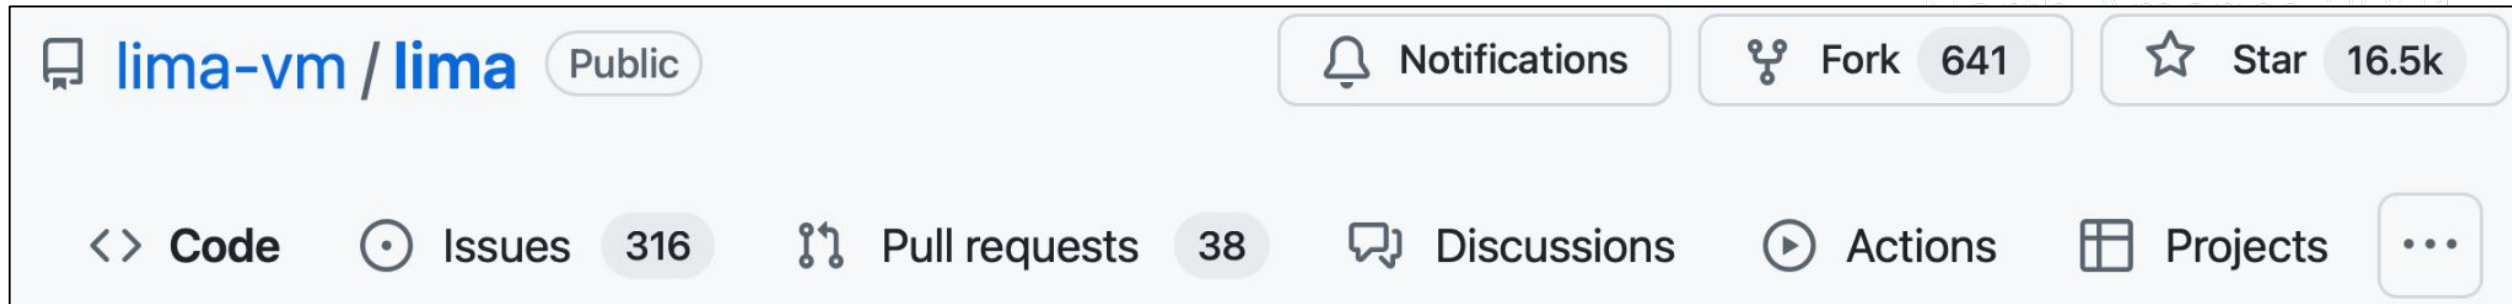 lima-vm / lima Public Notifications Fork 641 Star 16.5k
Code Issues 316 Pull requests 38 Discussions Actions Projects ...